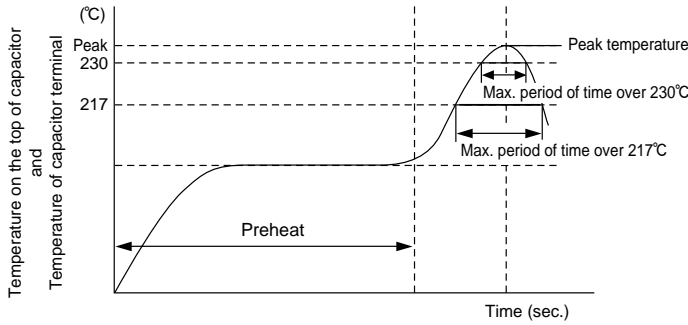 (℃)
Peak
230
217
Temperature on the top of capacitor
and
Temperature of capacitor terminal
Peak temperature
Max. period of time over 230℃
Max. period of time over 217℃
Preheat
Time (sec.)